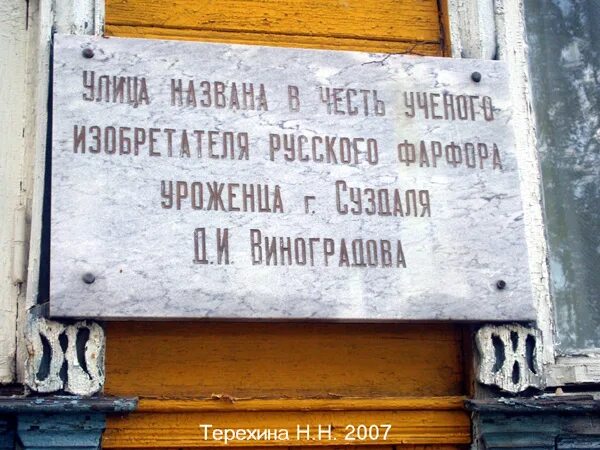 УЛИЦА НАЗВАНА В ЧЕСТЬ УЧЕНОГО
ИЗОБРЕТАТЕЛЯ РУССКОГО ФАРФОРА
УРОЖЕНЦА г. СУЗДАЛЯ
Д.И. ВИНОГРАДОВА
Терехина Н.Н. 2007